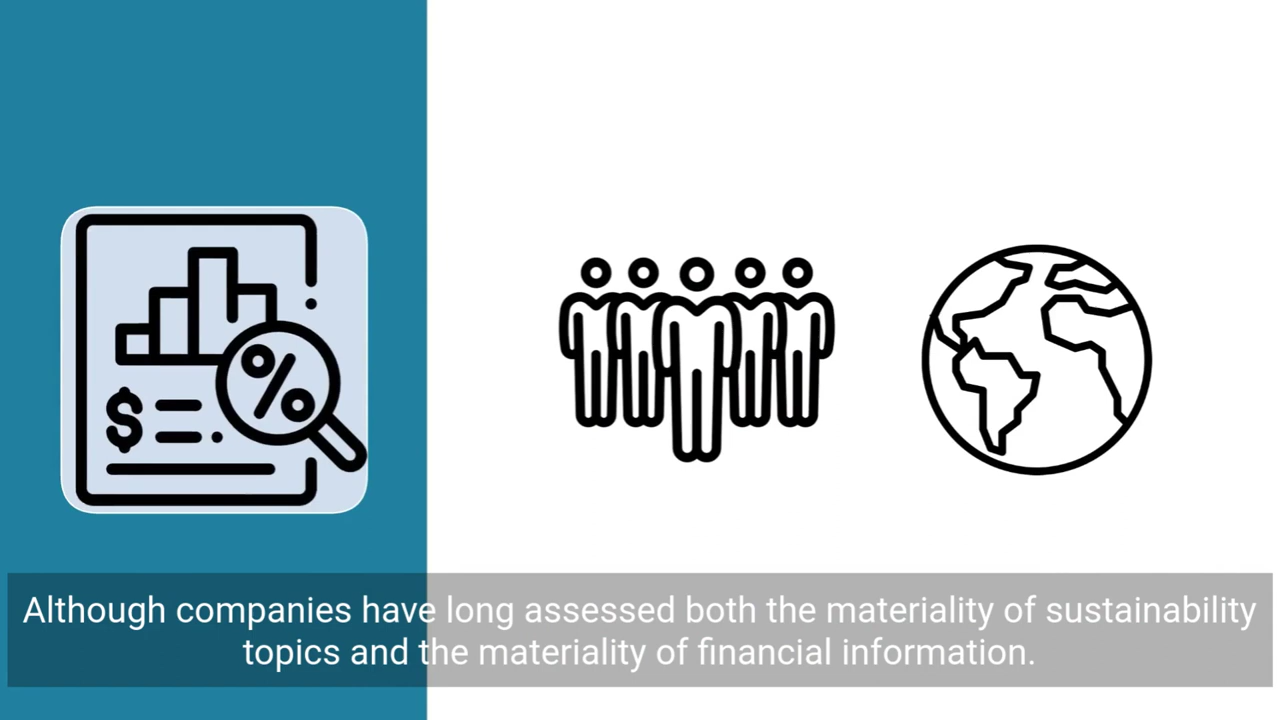 Although companies have long assessed both the materiality of sustainability
topics and the materiality of financial information.